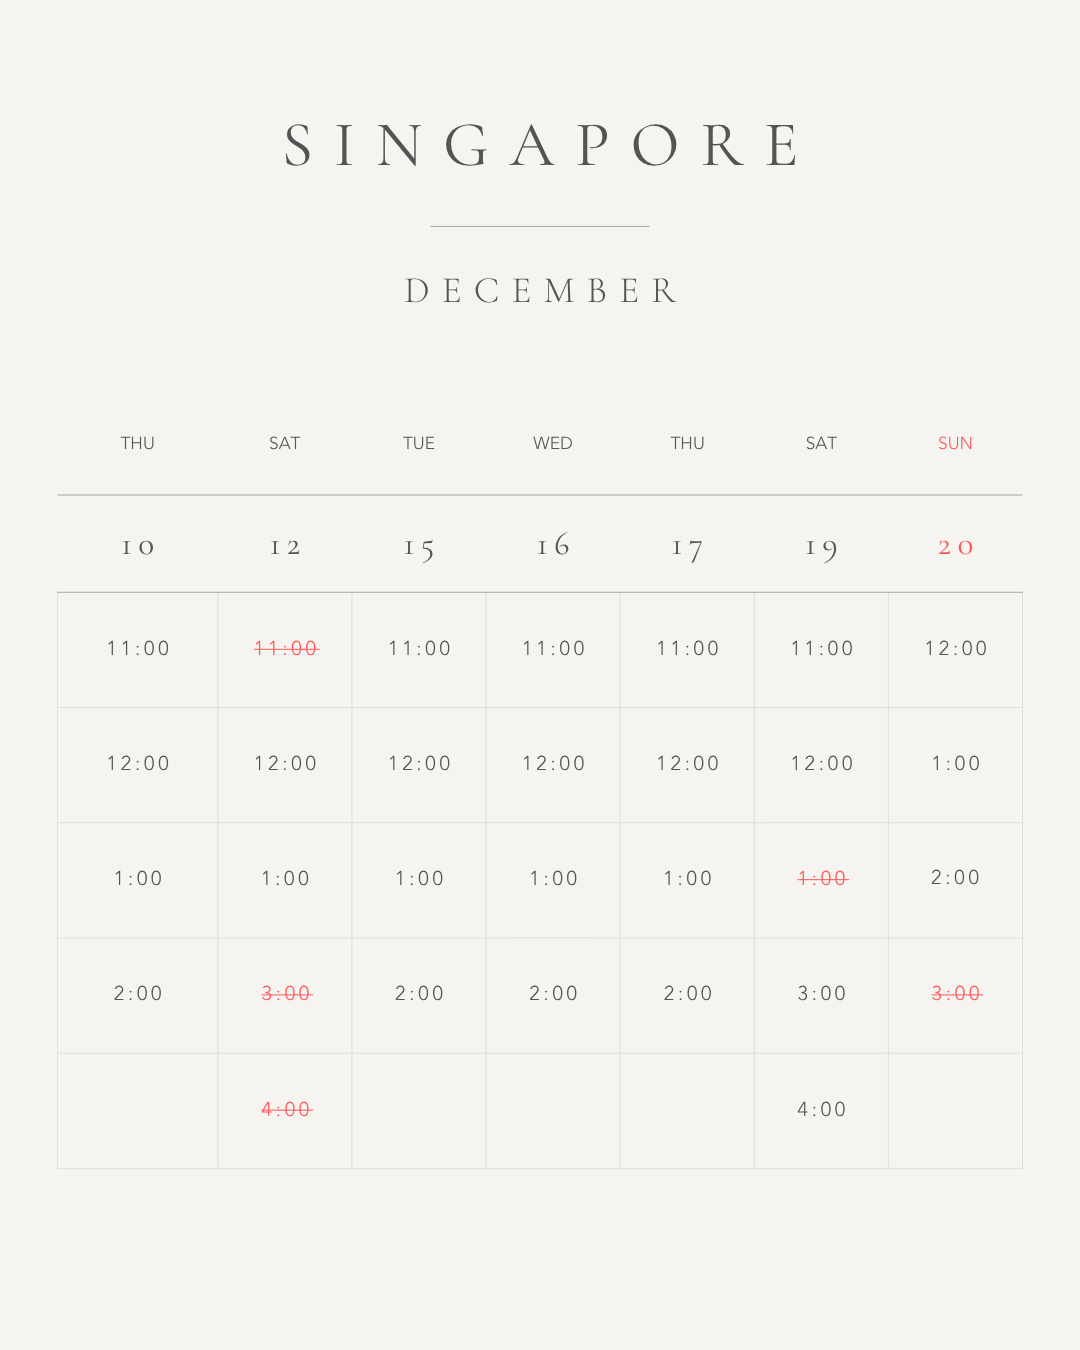 SINGAPORE
DECEMBER
THU SAT TUE WED THU SAT SUN
10 12 15 16 17 19 20
11:00 11:00 11:00 11:00 11:00 11:00 12:00
12:00 12:00 12:00 12:00 12:00 12:00 1:00
1:00 1:00 1:00 1:00 1:00 1:00 2:00
2:00 3:00 2:00 2:00 2:00 3:00 3:00
4:00 4:00